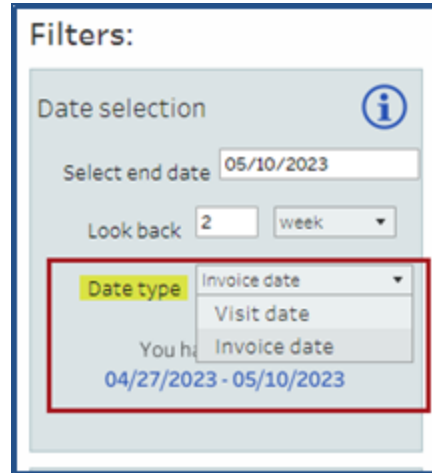 Filters:
Date selection
Select end date 05/10/2023
Look back 2 week
Date type Invoice date
Visit date
You Invoice date
04/27/2023 - 05/10/2023